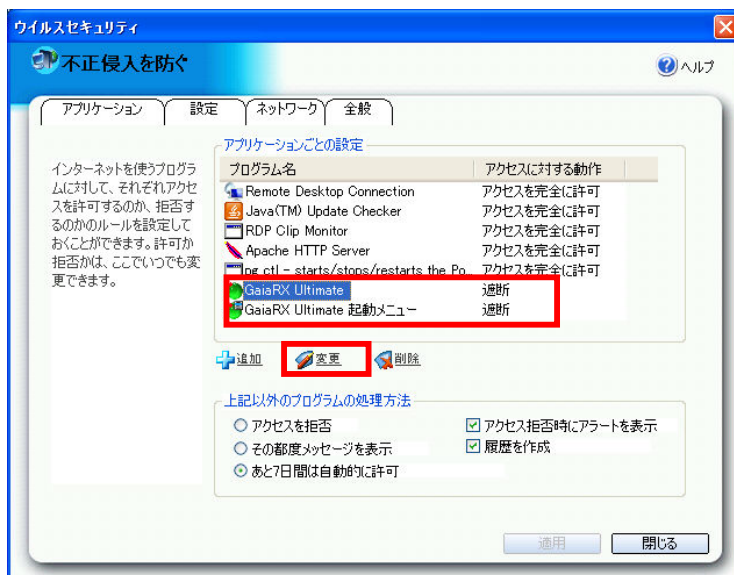 ウイルスセキュリティ
不正侵入を防ぐ
ヘルプ
アプリケーション 設定 ネットワーク 全般
インターネットを使うプログラ
ムに対して、それぞれアクセ
スを許可するのか、拒否す
るのかのルールを設定して
おくことができます。許可か
拒否かは、ここでいつでも変
更できます。
アプリケーションごとの設定
プログラム名 アクセスに対する動作
Remote Desktop Connection アクセスを完全に許可
Java(TM) Update Checker アクセスを完全に許可
RDP Clip Monitor アクセスを完全に許可
Apache HTTP Server アクセスを完全に許可
pg_ctl - starts/stops/restarts the Po... アクセスを完全に許可
GaiaRX Ultimate 遮断
GaiaRX Ultimate 起動メニュー 遮断
追加 変更 削除
上記以外のプログラムの処理方法
アクセスを拒否 アクセス拒否時にアラートを表示
その都度メッセージを表示 履歴を作成
あと7日間は自動的に許可
適用 閉じる